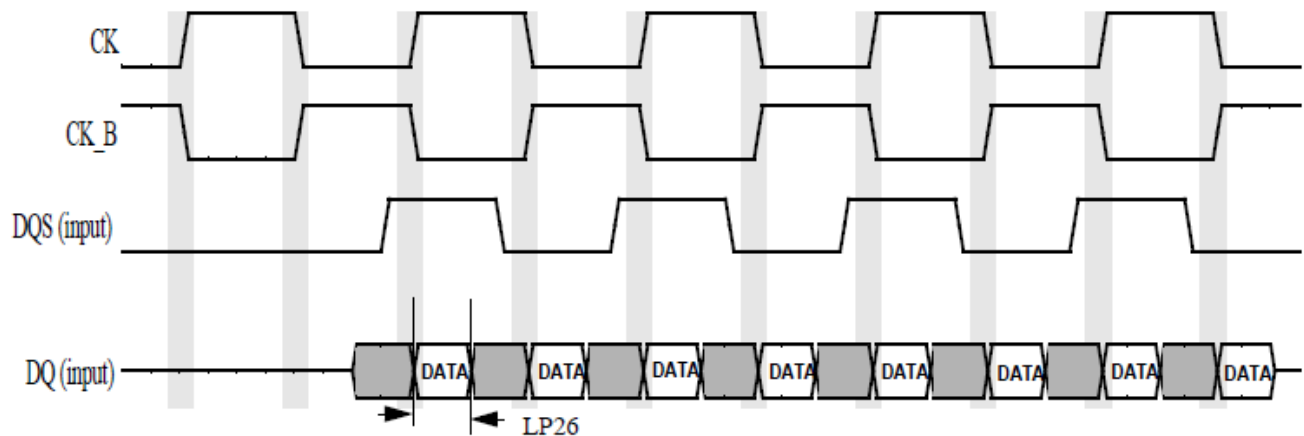 CK
CK_B
DQS (input)
DQ (input) DATA DATA DATA DATA DATA DATA DATA DATA
LP26